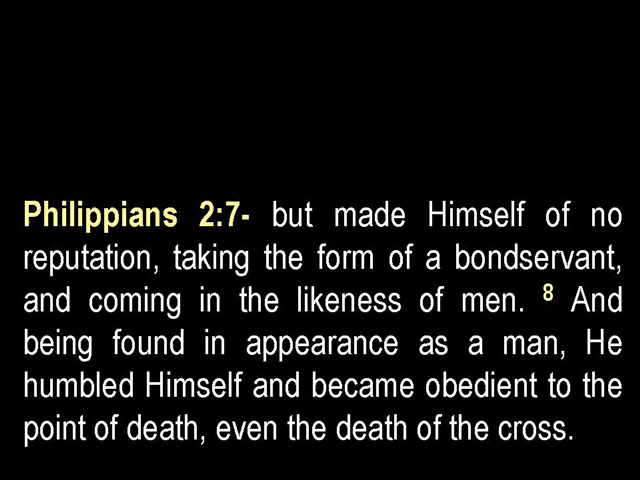 Philippians 2:7- but made Himself of no
reputation, taking the form of a bondservant,
and coming in the likeness of men. 8 And
being found in appearance as a man, He
humbled Himself and became obedient to the
point of death, even the death of the cross.